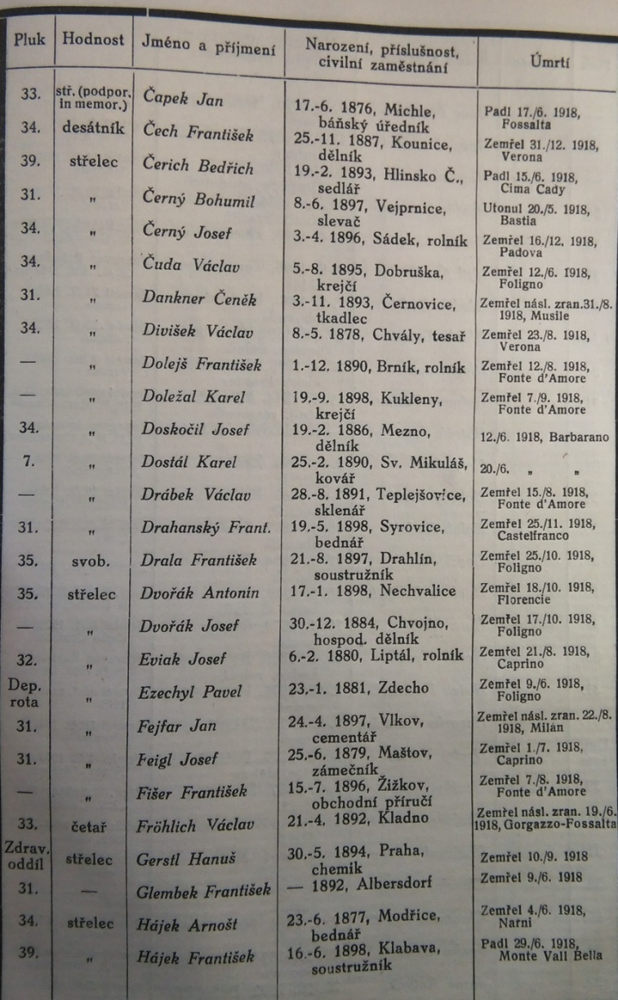 Pluk Hodnost Jméno a příjmení Narození, příslušnost, civilní zaměstnání Úmrtí
33. stř. (podpor. in memor.) Čapek Jan 17.-6. 1876, Michle, báňský úředník Padl 17./6. 1918, Fossalta
34. desátník Čech František 25.-11. 1887, Kounice, dělník Zemřel 31./12. 1918, Verona
39. střelec Čerich Bedřich 19.-2. 1893, Hlinsko Č., sedlář Padl 15./6. 1918, Cima Cady
31. „ Černý Bohumil 8.-6. 1897, Vejprnice, slevač Utonul 20./5. 1918, Bastia
34. „ Černý Josef 3.-4. 1896, Sádek, rolník Zemřel 16./12. 1918, Padova
34. „ Čuda Václav 5.-8. 1895, Dobruška, krejčí Zemřel 12./6. 1918, Foligno
31. „ Dankner Čeněk 3.-11. 1893, Černovice, tkadlec Zemřel násl. zran.31./8. 1918, Musile
34. „ Divišek Václav 8.-5. 1878, Chvály, tesař Zemřel 23./8. 1918, Verona
— „ Dolejš František 1.-12. 1890, Brník, rolník Zemřel 12./8. 1918, Fonte d'Amore
— „ Doležal Karel 19.-9. 1898, Kukleny, krejčí Zemřel 7./9. 1918, Fonte d'Amore
34. „ Doskočil Josef 19.-2. 1886, Mezno, dělník 12./6. 1918, Barbarano
7. „ Dostál Karel 25.-2. 1890, Sv. Mikuláš, kovář 20./6. „ „
— „ Drábek Václav 28.-8. 1891, Teplejšovice, sklenář Zemřel 15./8. 1918, Fonte d'Amore
31. „ Drahanský Frant. 19.-5. 1898, Syrovice, bednář Zemřel 25./11. 1918, Castelfranco
35. svob. Drala František 21.-8. 1897, Drahlín, soustružník Zemřel 25./10. 1918, Foligno
35. střelec Dvořák Antonín 17.-1. 1898, Nechvalice Zemřel 18./10. 1918, Florencie
— „ Dvořák Josef 30.-12. 1884, Chvojno, hospod. dělník Zemřel 17./10. 1918, Foligno
32. „ Eviak Josef 6.-2. 1880, Liptál, rolník Zemřel 21./8. 1918, Caprino
Dep. rota „ Ezechyl Pavel 23.-1. 1881, Zdecho Zemřel 9./6. 1918, Foligno
31. „ Fejfar Jan 24.-4. 1897, Vlkov, cementář Zemřel násl. zran. 22./8. 1918, Milán
31. „ Feigl Josef 25.-6. 1879, Maštov, zámečník Zemřel 1./7. 1918, Caprino
— „ Fišer František 15.-7. 1896, Žižkov, obchodní příručí Zemřel 7./8. 1918, Fonte d'Amore
33. četař Fröhlich Václav 21.-4. 1892, Kladno Zemřel násl. zran. 19./6. 1918, Gorgazzo-Fossalta
Zdrav. oddíl střelec Gerstl Hanuš 30.-5. 1894, Praha, chemik Zemřel 10./9. 1918
31. — Glembek František — 1892, Albersdorf Zemřel 9./6. 1918
34. střelec Hájek Arnošt 23.-6. 1877, Modřice, bednář Zemřel 4./6. 1918, Narni
39. „ Hájek František 16.-6. 1898, Klabava, soustružník Padl 29./6. 1918, Monte Vall Bella